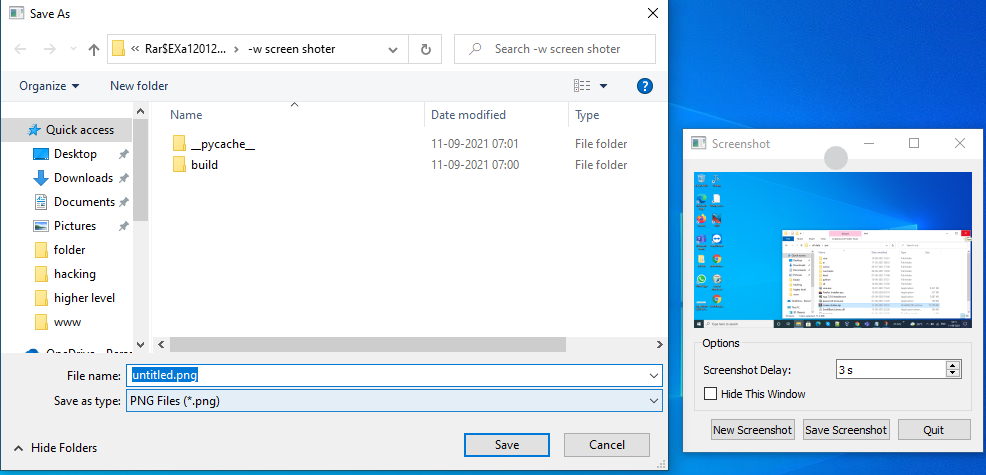 Save As
« Rar$EXa12012... > -w screen shoter
Search -w screen shoter
Organize
New folder
Name
Date modified
Type
Quick access
Desktop
Downloads
Documents
Pictures
folder
hacking
higher level
www
__pycache__
11-09-2021 07:01
File folder
build
11-09-2021 07:00
File folder
File name:
untitled.png
Save as type:
PNG Files (*.png)
Hide Folders
Save
Cancel
Screenshot
Options
Screenshot Delay:
3 s
Hide This Window
New Screenshot
Save Screenshot
Quit